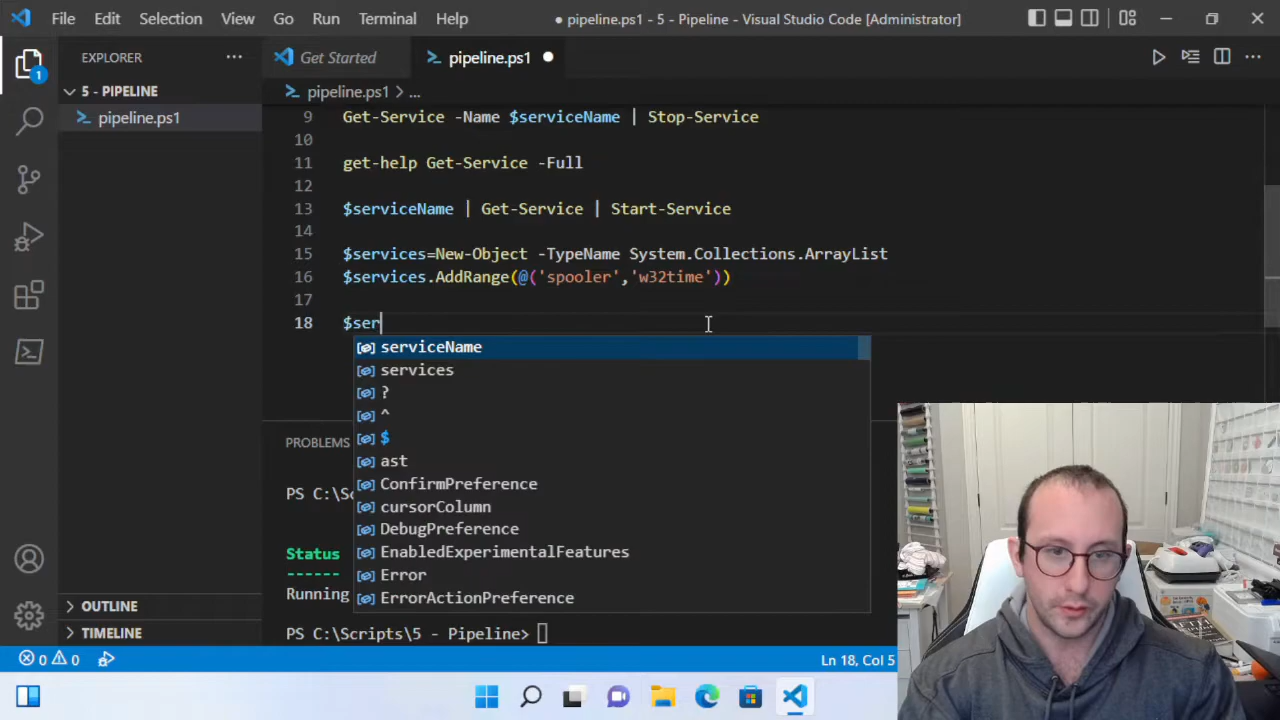 File Edit Selection View Go Run Terminal Help ● pipeline.ps1 - 5 - Pipeline - Visual Studio Code [Administrator]
EXPLORER ···
Get Started
pipeline.ps1 ●
5 - PIPELINE
pipeline.ps1 > ...
pipeline.ps1
9 Get-Service -Name $serviceName | Stop-Service
10
11 get-help Get-Service -Full
12
13 $serviceName | Get-Service | Start-Service
14
15 $services=New-Object -TypeName System.Collections.ArrayList
16 $services.AddRange(@('spooler','w32time'))
17
18 $ser
serviceName
services
?
^
$
ast
ConfirmPreference
cursorColumn
DebugPreference
EnabledExperimentalFeatures
Error
ErrorActionPreference
PROBLEMS
PS C:\Sc
Status
------
Running
PS C:\Scripts\5 - Pipeline>
OUTLINE
TIMELINE
1
0 0
Ln 18, Col 5